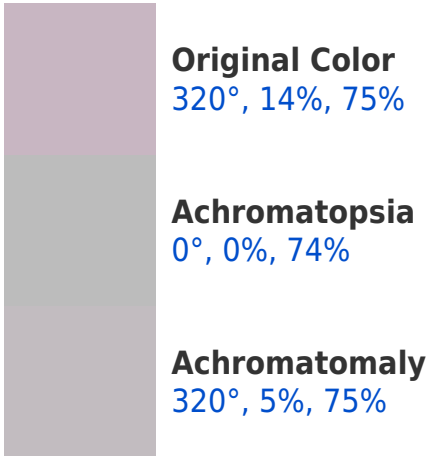 Original Color
320°, 14%, 75%
Achromatopsia
0°, 0%, 74%
Achromatomaly
320°, 5%, 75%